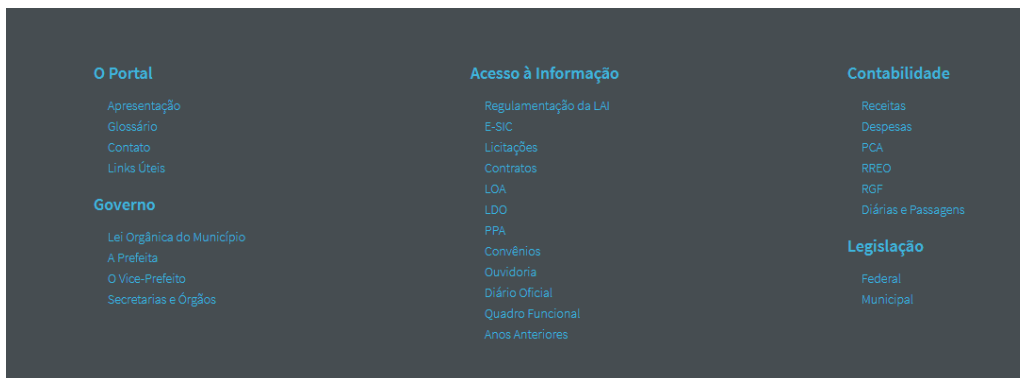 O Portal
Apresentação
Glossário
Contato
Links Úteis
Governo
Lei Orgânica do Município
A Prefeita
O Vice-Prefeito
Secretarias e Órgãos
Acesso à Informação
Regulamentação da LAI
E-SIC
Licitações
Contratos
LOA
LDO
PPA
Convênios
Ouvidoria
Diário Oficial
Quadro Funcional
Anos Anteriores
Contabilidade
Receitas
Despesas
PCA
RREO
RGF
Diárias e Passagens
Legislação
Federal
Municipal